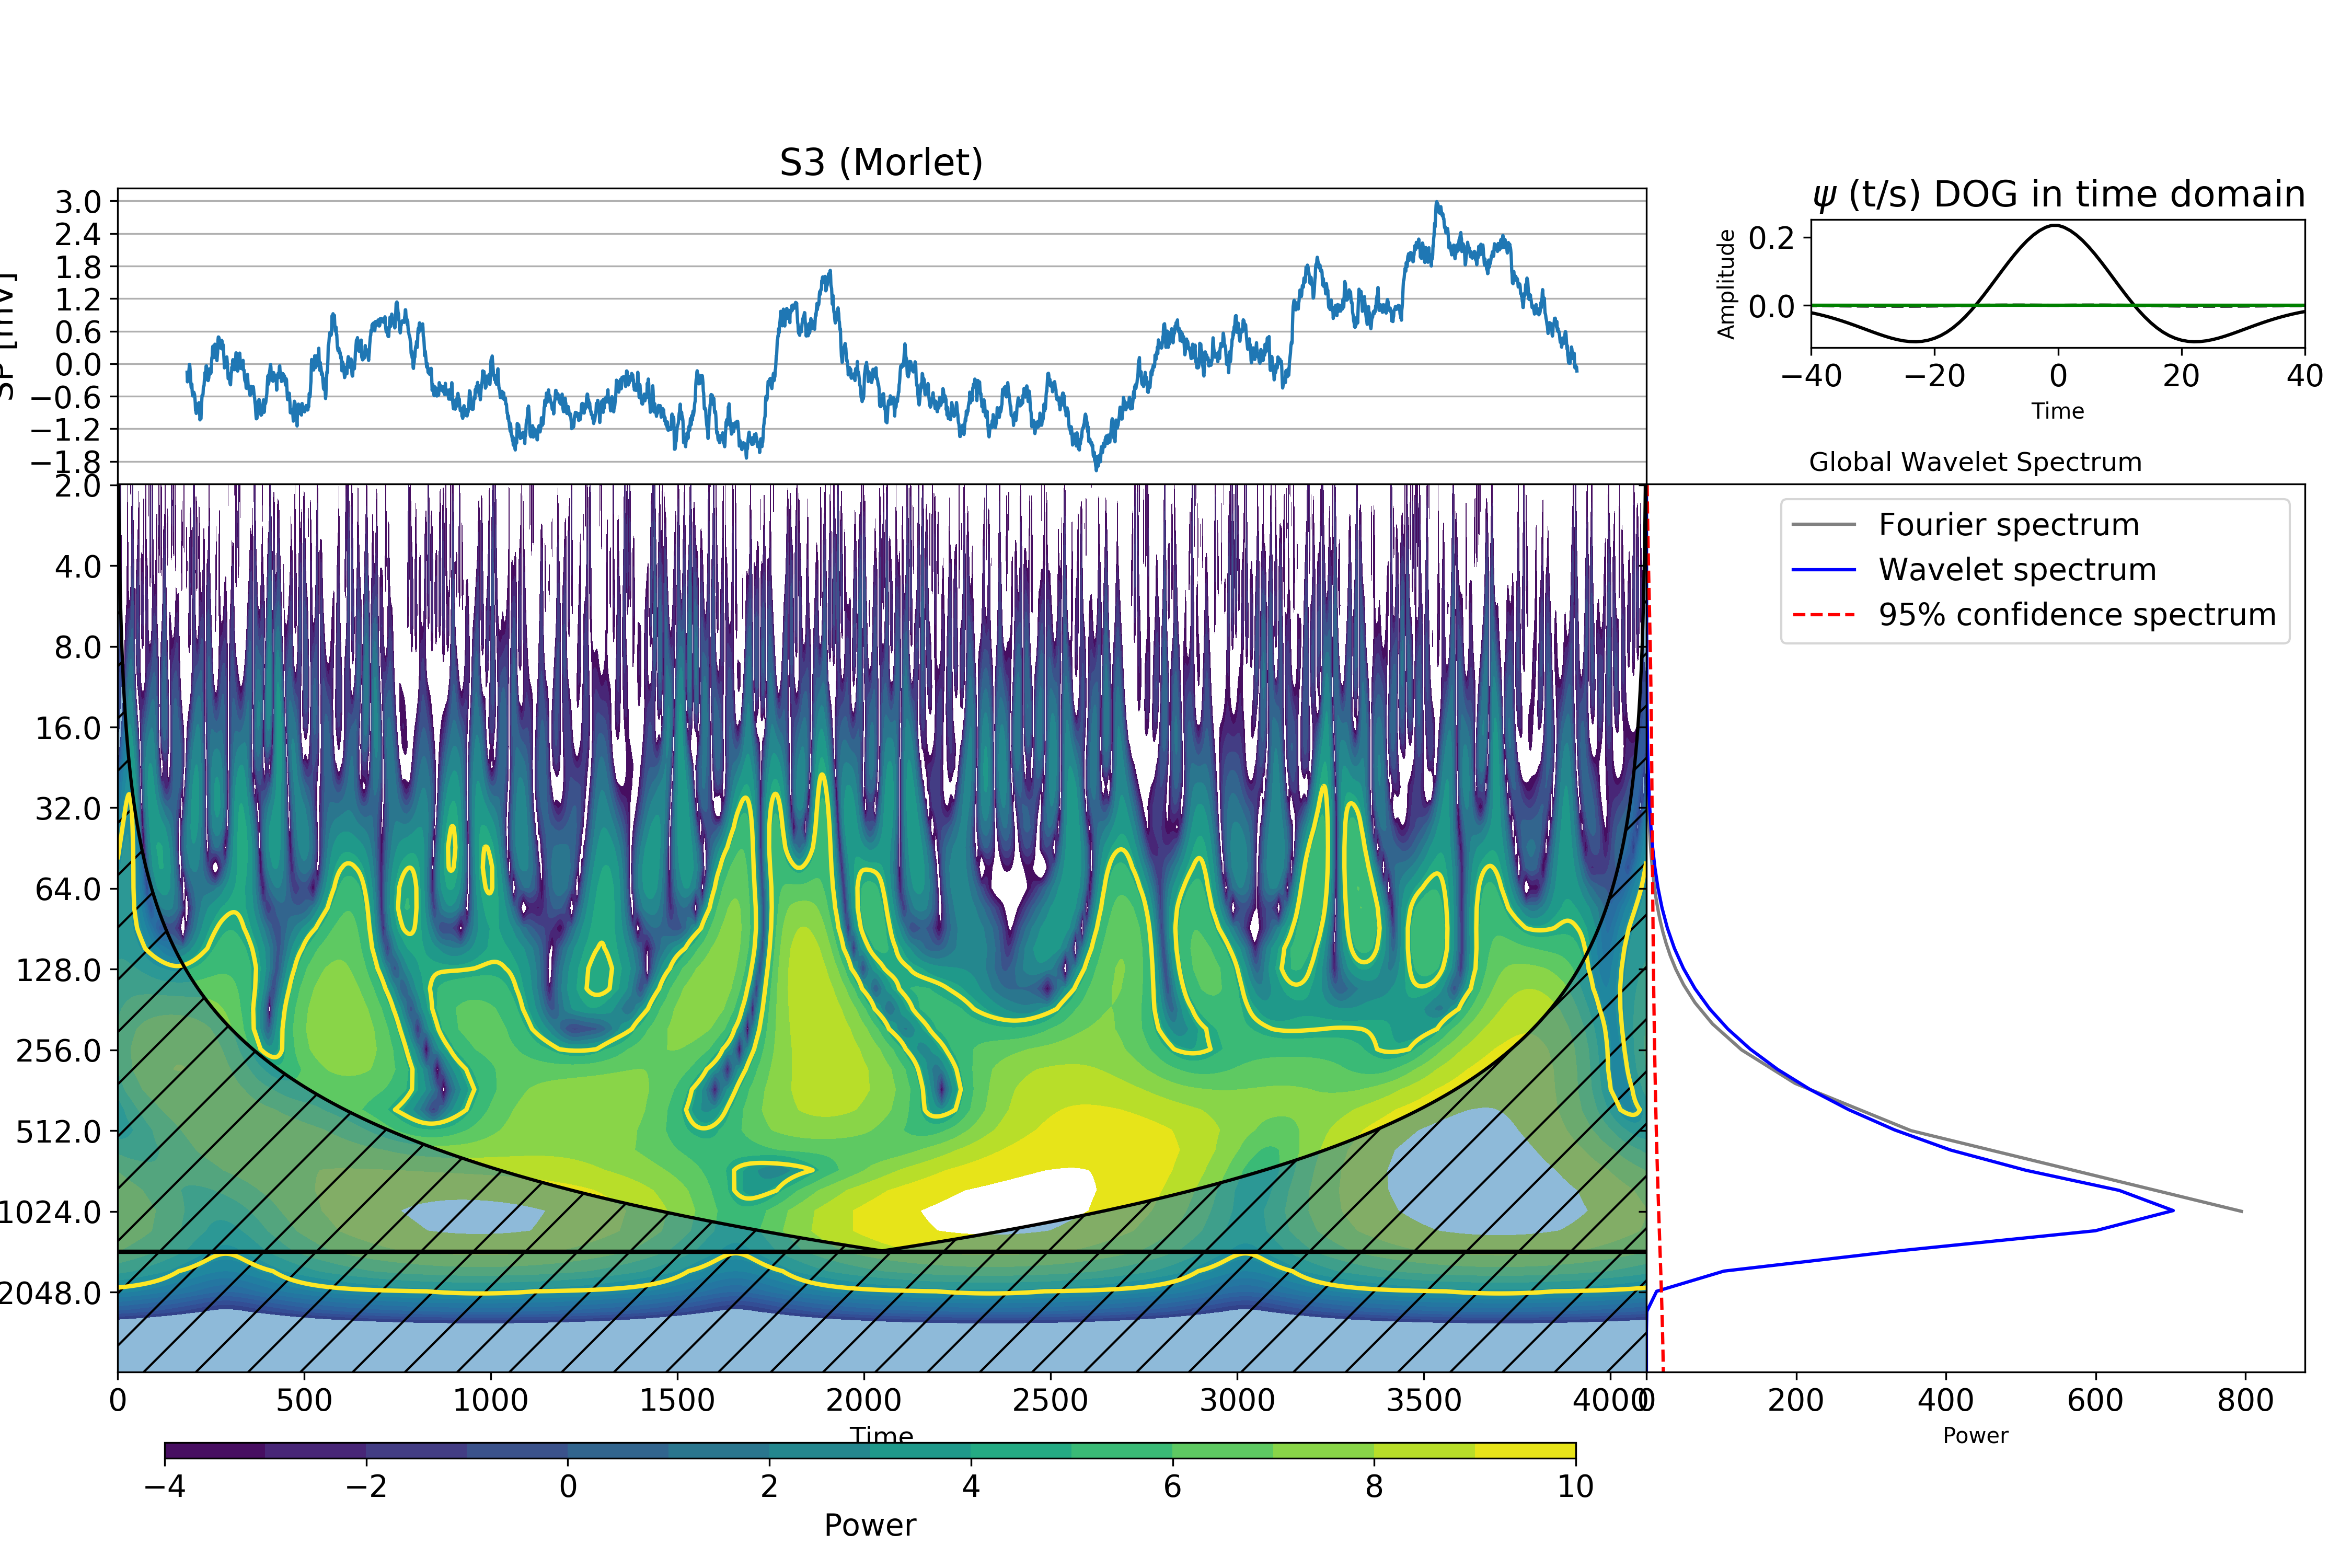 S3 (Morlet)
3.0
2.4
1.8
1.2
0.6
0.0
−0.6
−1.2
−1.8
SP [mV]
ψ (t/s) DOG in time domain
0.2
0.0
Amplitude
−40 −20 0 20 40
Time
Global Wavelet Spectrum
Fourier spectrum
Wavelet spectrum
95% confidence spectrum
2.0
4.0
8.0
16.0
32.0
64.0
128.0
256.0
512.0
1024.0
2048.0
0 500 1000 1500 2000 2500 3000 3500 4000
Time
0 200 400 600 800
Power
−4 −2 0 2 4 6 8 10
Power